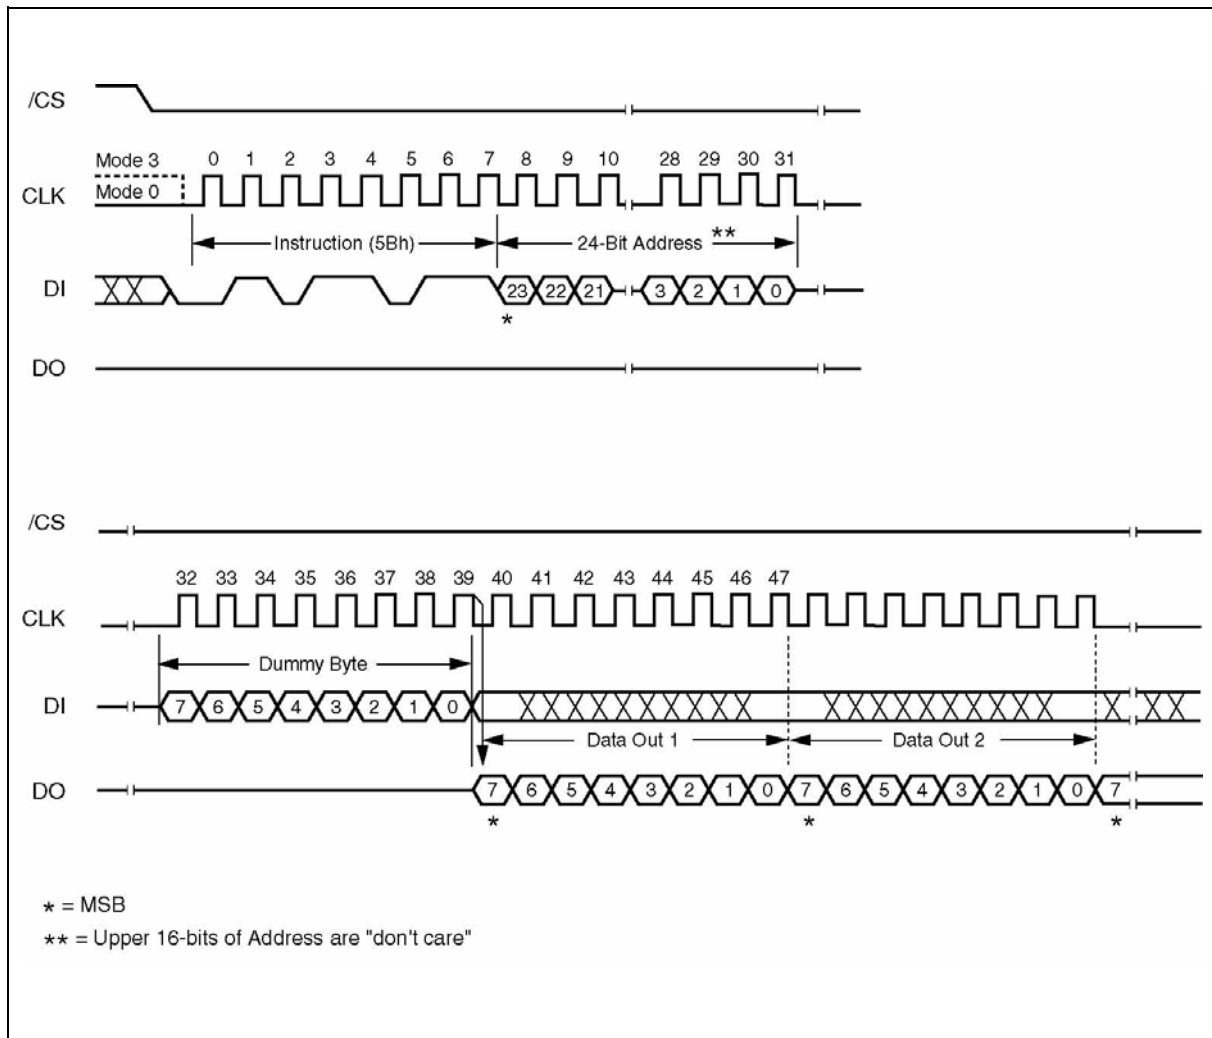 /CS
Mode 3 0 1 2 3 4 5 6 7 8 9 10 28 29 30 31
CLK Mode 0
Instruction (5Bh) 24-Bit Address **
DI 23 22 21 3 2 1 0
*
DO
/CS
32 33 34 35 36 37 38 39 40 41 42 43 44 45 46 47
CLK
Dummy Byte
DI 7 6 5 4 3 2 1 0
Data Out 1 Data Out 2
DO 7 6 5 4 3 2 1 0 7 6 5 4 3 2 1 0 7
* * *
* = MSB
** = Upper 16-bits of Address are "don't care"